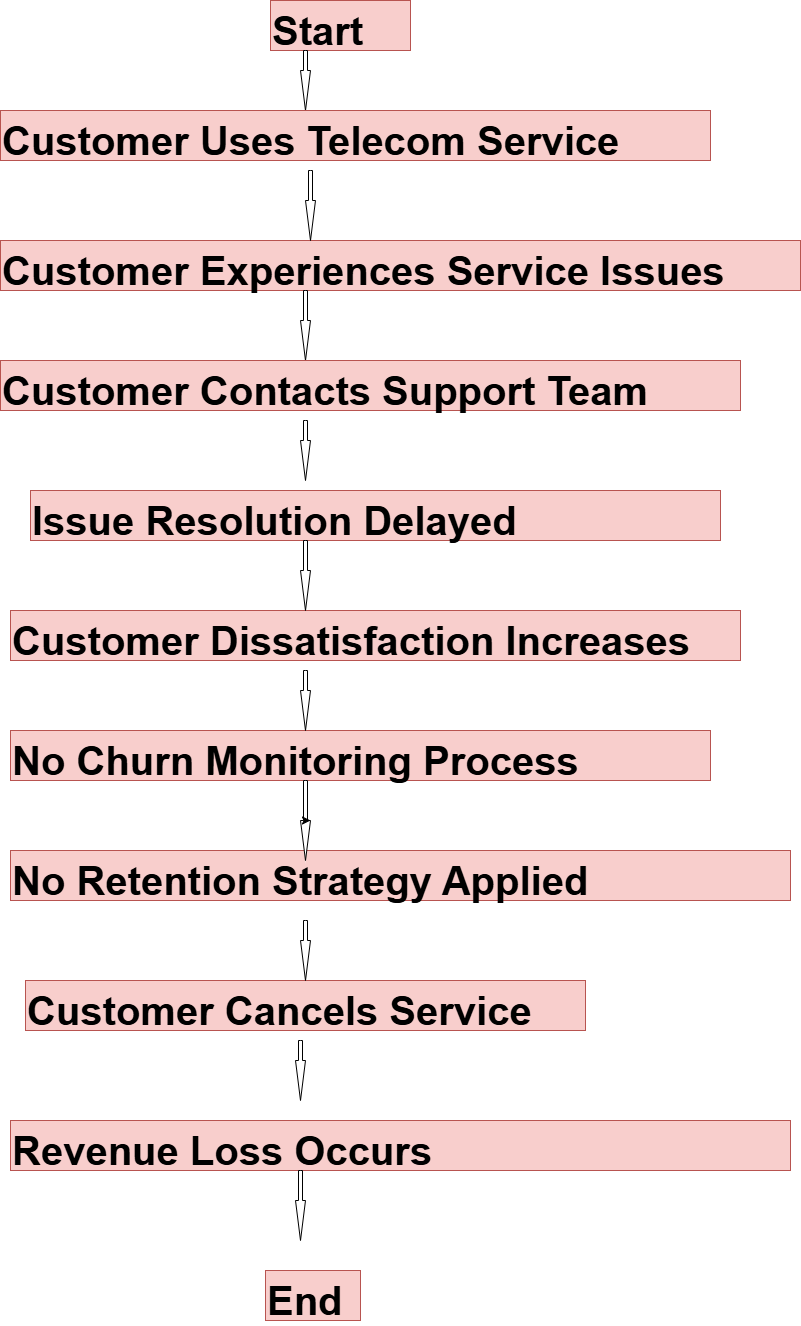 Start
Customer Uses Telecom Service
Customer Experiences Service Issues
Customer Contacts Support Team
Issue Resolution Delayed
Customer Dissatisfaction Increases
No Churn Monitoring Process
No Retention Strategy Applied
Customer Cancels Service
Revenue Loss Occurs
End